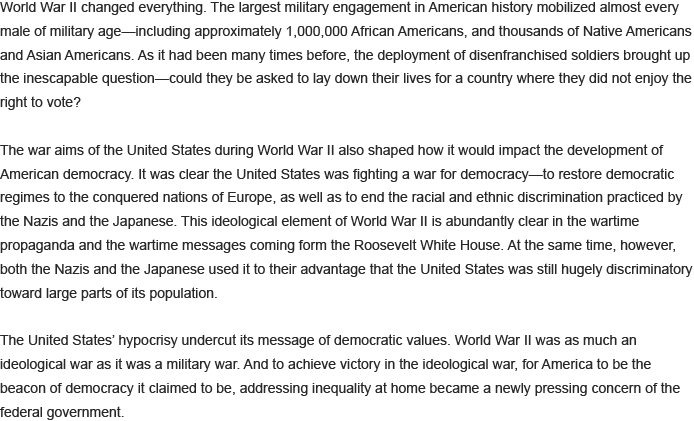 World War II changed everything. The largest military engagement in American history mobilized almost every
male of military age—including approximately 1,000,000 African Americans, and thousands of Native Americans
and Asian Americans. As it had been many times before, the deployment of disenfranchised soldiers brought up
the inescapable question—could they be asked to lay down their lives for a country where they did not enjoy the
right to vote?

The war aims of the United States during World War II also shaped how it would impact the development of
American democracy. It was clear the United States was fighting a war for democracy—to restore democratic
regimes to the conquered nations of Europe, as well as to end the racial and ethnic discrimination practiced by
the Nazis and the Japanese. This ideological element of World War II is abundantly clear in the wartime
propaganda and the wartime messages coming form the Roosevelt White House. At the same time, however,
both the Nazis and the Japanese used it to their advantage that the United States was still hugely discriminatory
toward large parts of its population.

The United States’ hypocrisy undercut its message of democratic values. World War II was as much an
ideological war as it was a military war. And to achieve victory in the ideological war, for America to be the
beacon of democracy it claimed to be, addressing inequality at home became a newly pressing concern of the
federal government.